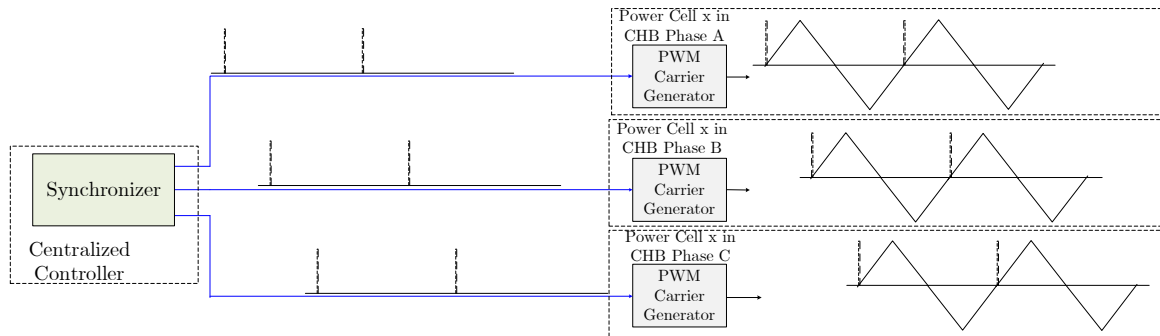 Power Cell x in
CHB Phase A
PWM
Carrier
Generator
Power Cell x in
CHB Phase B
PWM
Carrier
Generator
Synchronizer
Centralized
Controller
Power Cell x in
CHB Phase C
PWM
Carrier
Generator